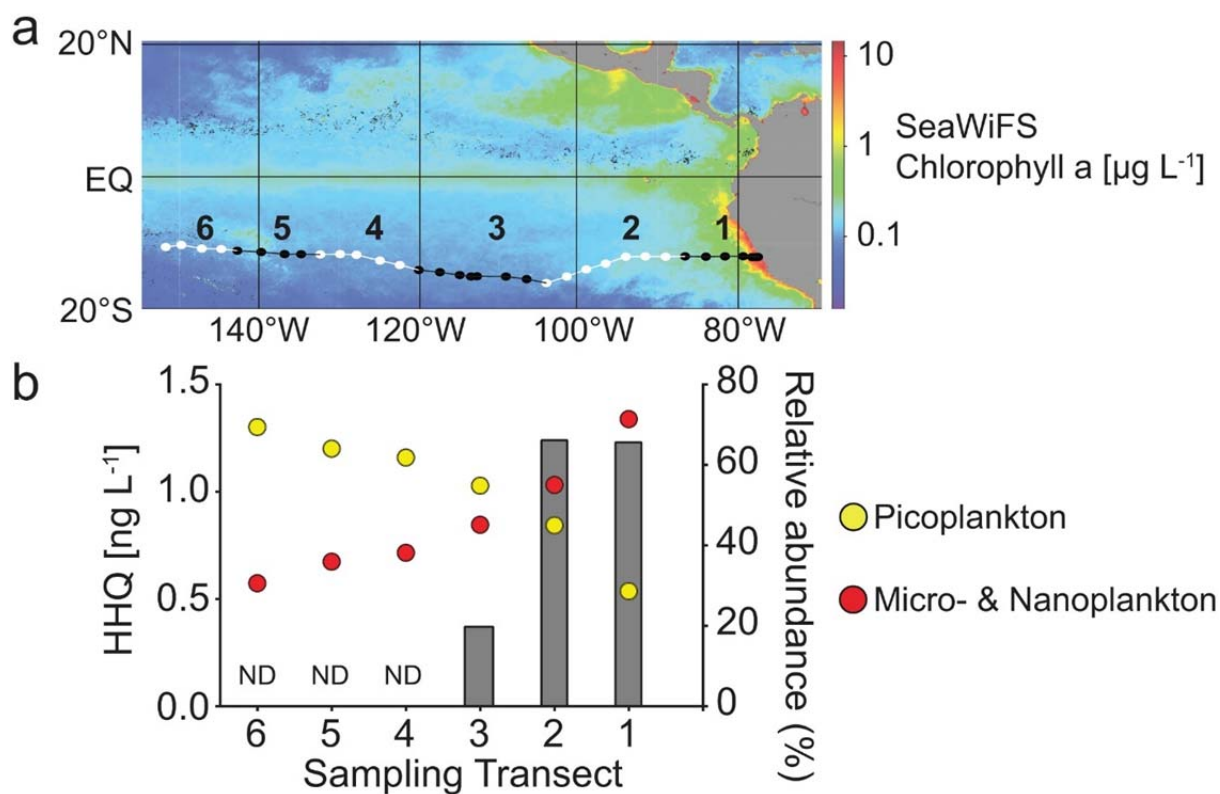 a
20°N
EQ
20°S
6 5 4 3 2 1
140°W 120°W 100°W 80°W
10
1
0.1
SeaWiFS
Chlorophyll a [µg L-1]
b
HHQ [ng L-1]
1.5
1.0
0.5
0.0
ND ND ND
6 5 4 3 2 1
Sampling Transect
80
60
40
20
0
Relative abundance (%)
Picoplankton
Micro- & Nanoplankton